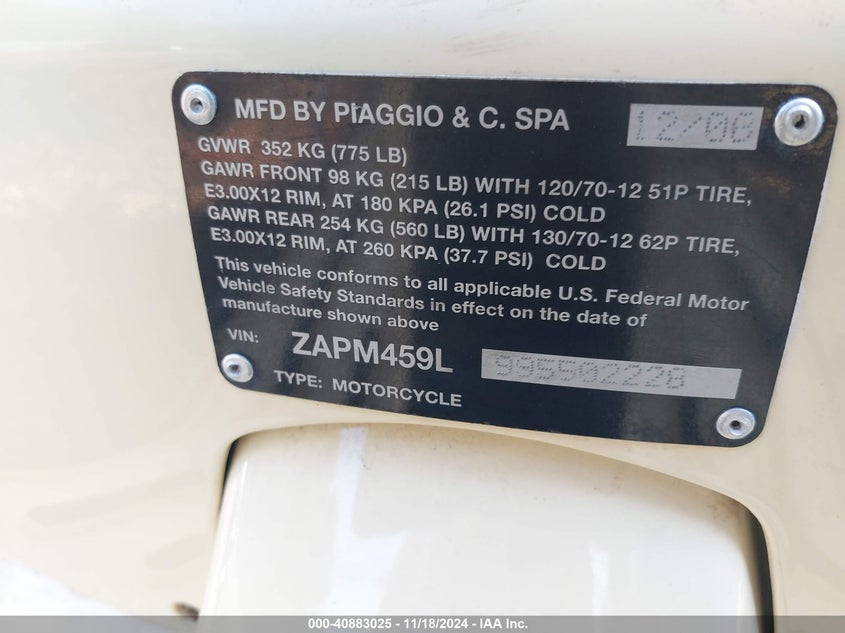 MFD BY PIAGGIO & C. SPA 12/08
GVWR 352 KG (775 LB)
GAWR FRONT 98 KG (215 LB) WITH 120/70-12 51P TIRE,
E3.00X12 RIM, AT 180 KPA (26.1 PSI) COLD
GAWR REAR 254 KG (560 LB) WITH 130/70-12 62P TIRE,
E3.00X12 RIM, AT 260 KPA (37.7 PSI) COLD
This vehicle conforms to all applicable U.S. Federal Motor
Vehicle Safety Standards in effect on the date of
manufacture shown above
VIN: ZAPM459L 995502228
TYPE: MOTORCYCLE
000-40883025 - 11/18/2024 - IAA Inc.